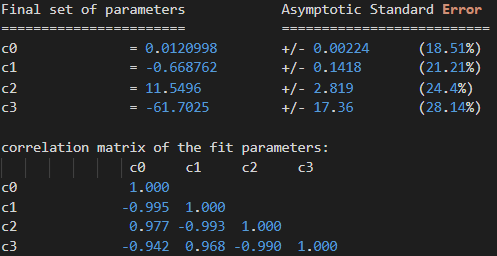 Final set of parameters Asymptotic Standard Error
======================= ==========================
c0 = 0.0120998 +/- 0.00224 (18.51%)
c1 = -0.668762 +/- 0.1418 (21.21%)
c2 = 11.5496 +/- 2.819 (24.4%)
c3 = -61.7025 +/- 17.36 (28.14%)
correlation matrix of the fit parameters:
c0 c1 c2 c3
c0 1.000
c1 -0.995 1.000
c2 0.977 -0.993 1.000
c3 -0.942 0.968 -0.990 1.000